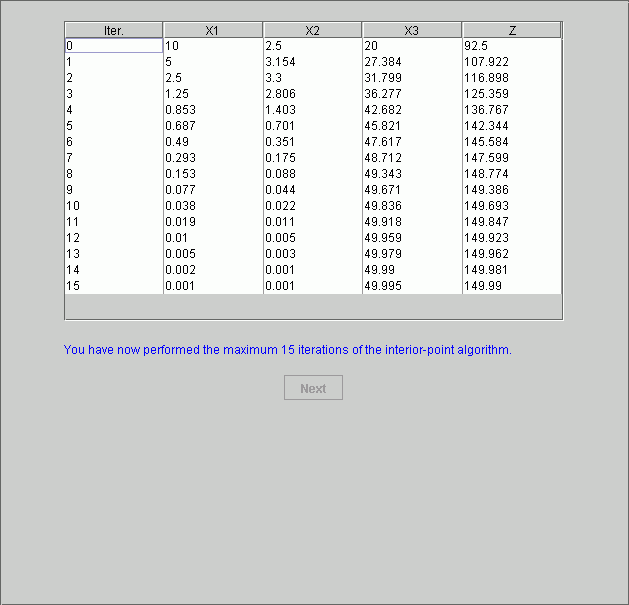 Iter. X1 X2 X3 Z
0 10 2.5 20 92.5
1 5 3.154 27.384 107.922
2 2.5 3.3 31.799 116.898
3 1.25 2.806 36.277 125.359
4 0.853 1.403 42.682 136.767
5 0.687 0.701 45.821 142.344
6 0.49 0.351 47.617 145.584
7 0.293 0.175 48.712 147.599
8 0.153 0.088 49.343 148.774
9 0.077 0.044 49.671 149.386
10 0.038 0.022 49.836 149.693
11 0.019 0.011 49.918 149.847
12 0.01 0.005 49.959 149.923
13 0.005 0.003 49.979 149.962
14 0.002 0.001 49.99 149.981
15 0.001 0.001 49.995 149.99
You have now performed the maximum 15 iterations of the interior-point algorithm.
Next